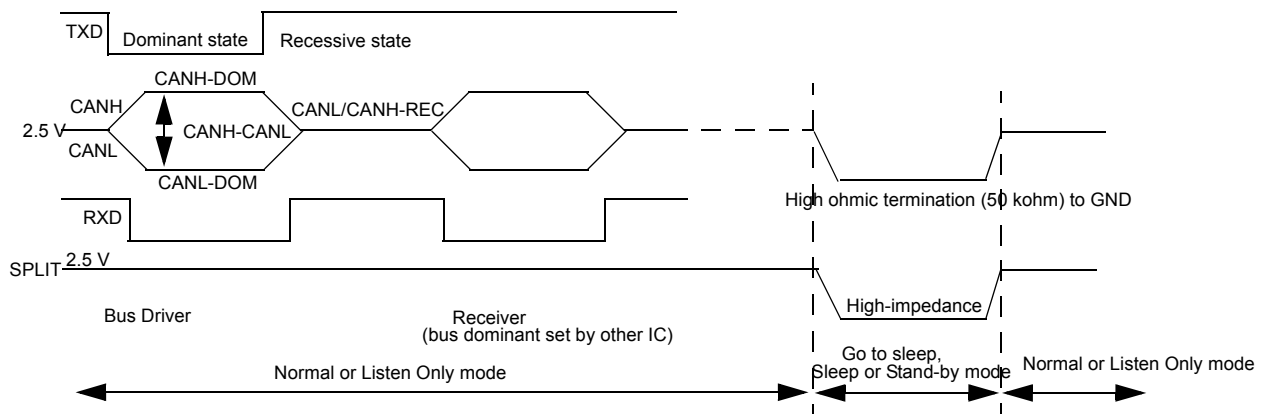 TXD
Dominant state
Recessive state
CANH-DOM
CANH
CANL/CANH-REC
2.5 V
CANH-CANL
CANL
CANL-DOM
High ohmic termination (50 kohm) to GND
RXD
2.5 V
SPLIT
High-impedance
Bus Driver
Receiver
(bus dominant set by other IC)
Go to sleep,
Sleep or Stand-by mode
Normal or Listen Only mode
Normal or Listen Only mode